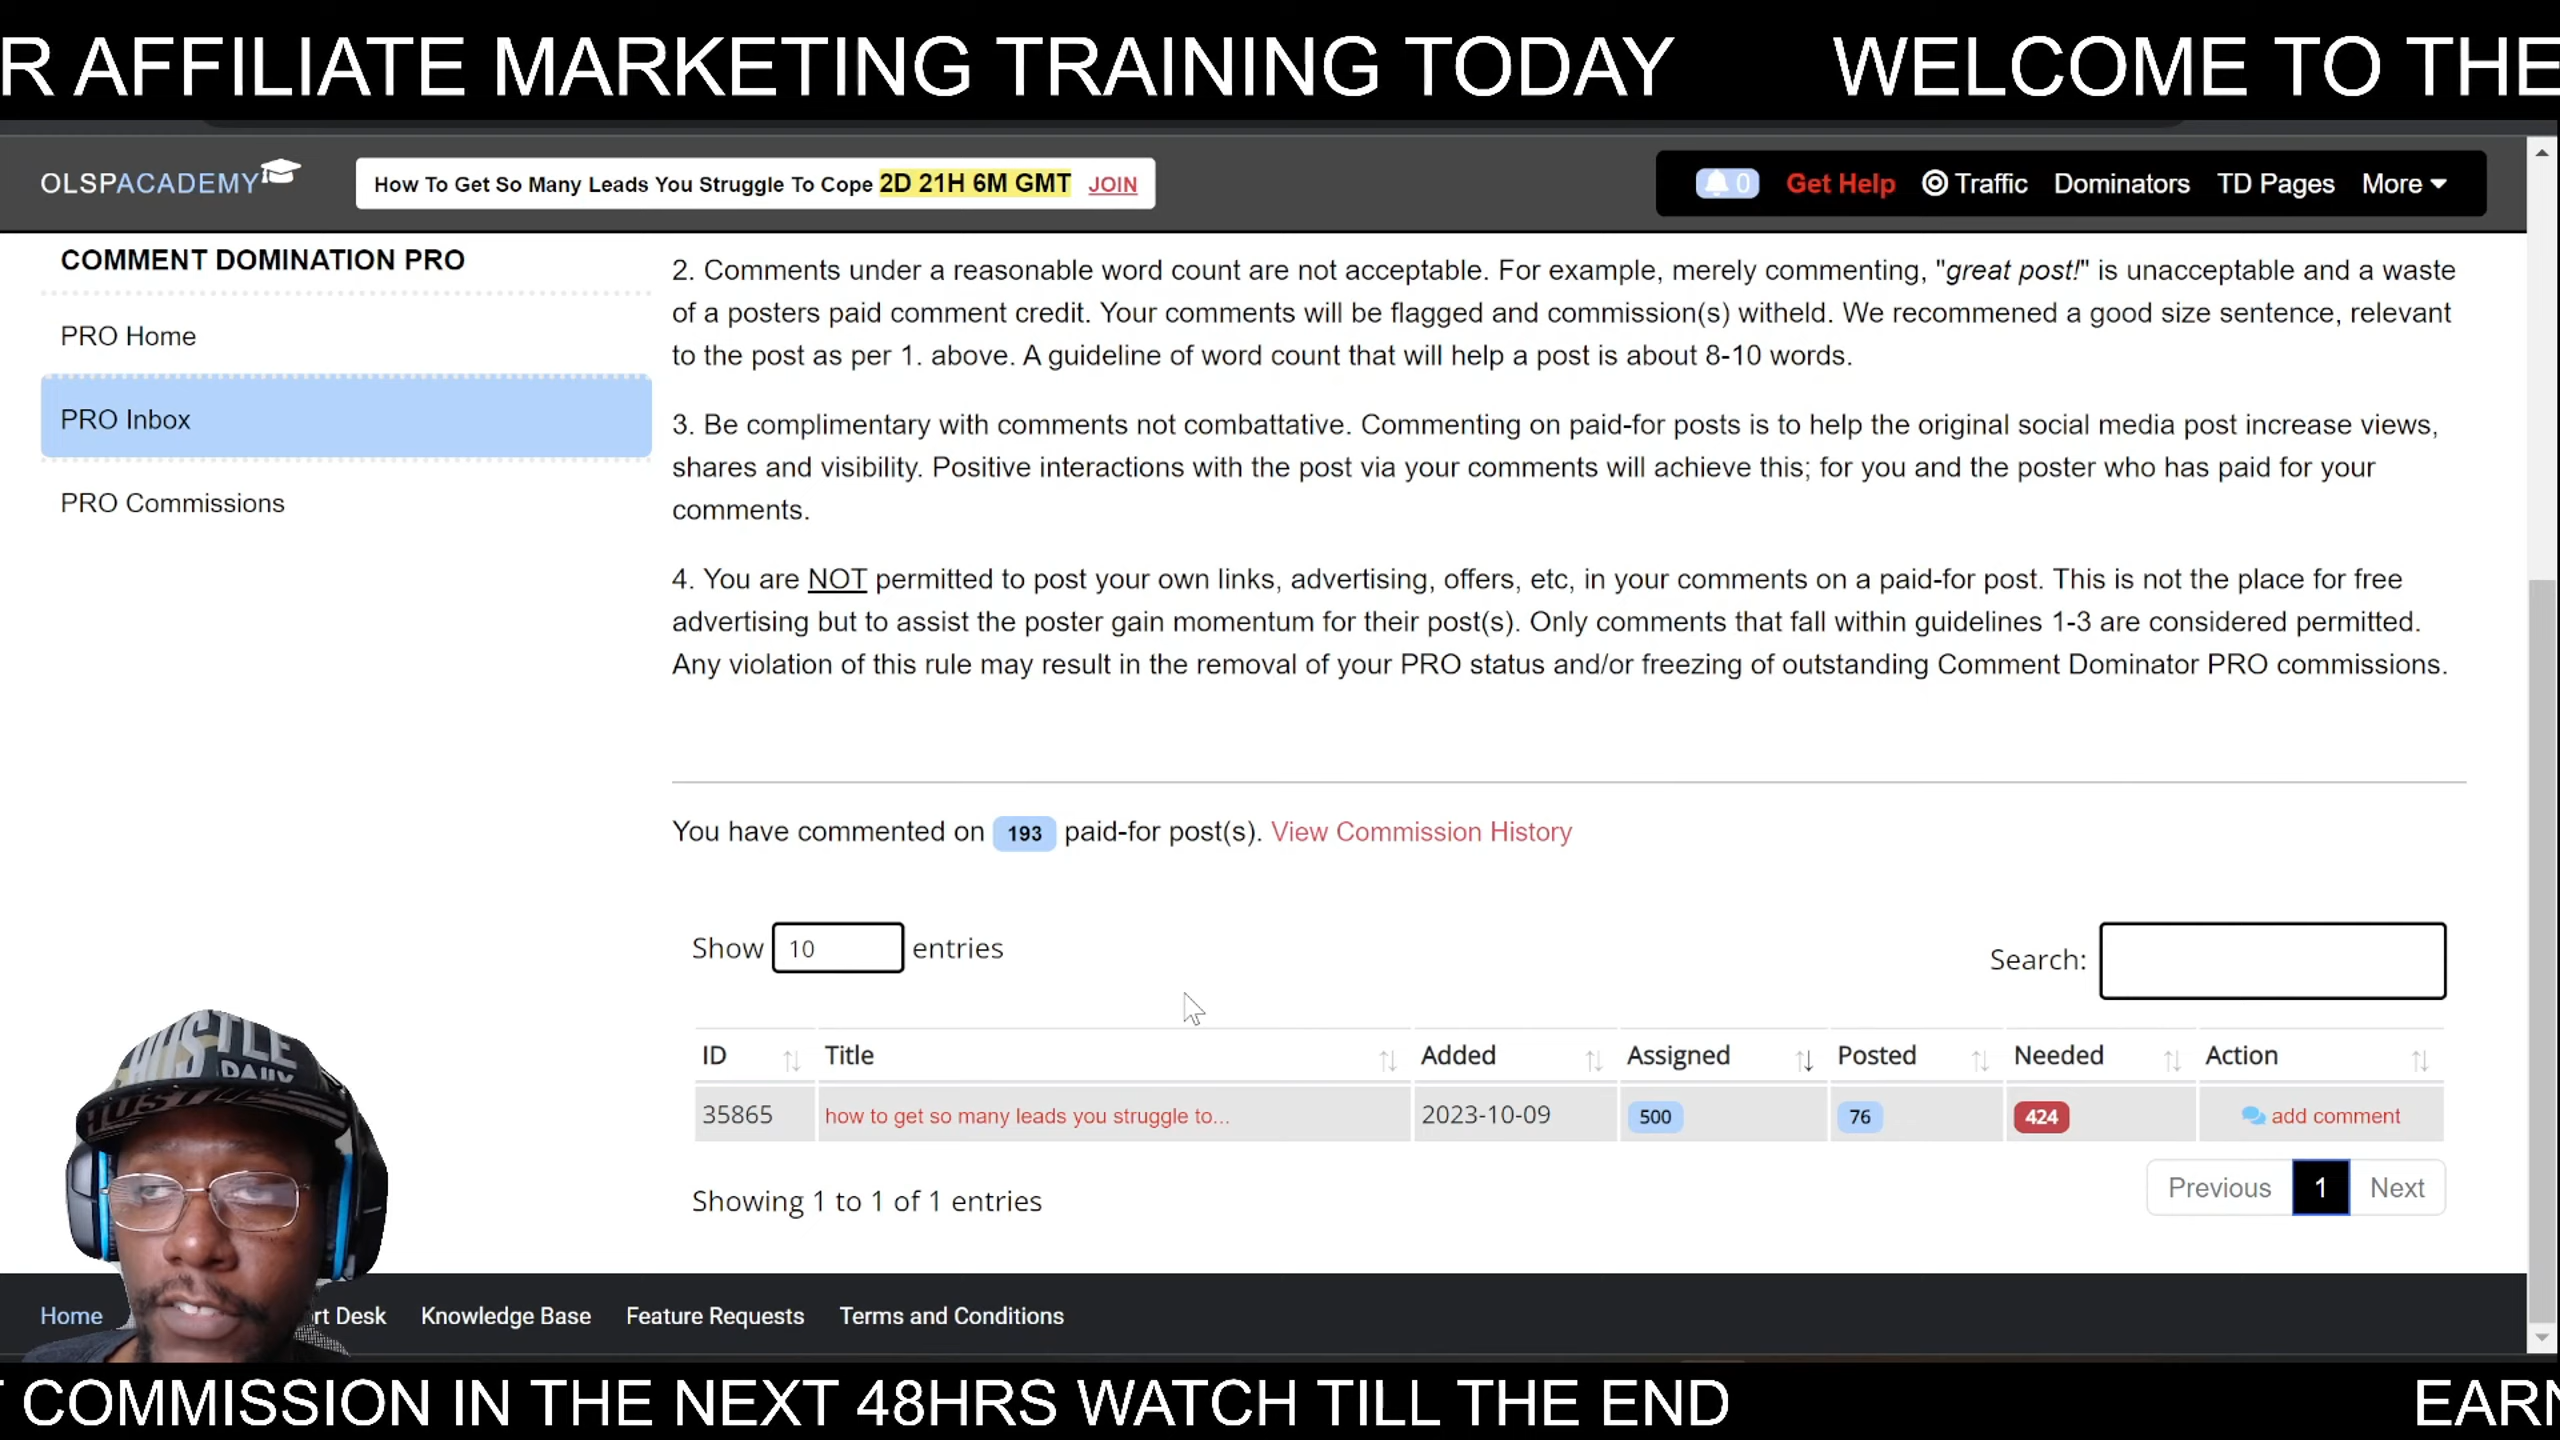 R AFFILIATE MARKETING TRAINING TODAY WELCOME TO THE
OLSPACADEMY
How To Get So Many Leads You Struggle To Cope 2D 21H 6M GMT JOIN
0 Get Help Traffic Dominators TD Pages More
COMMENT DOMINATION PRO
PRO Home
PRO Inbox
PRO Commissions
2. Comments under a reasonable word count are not acceptable. For example, merely commenting, "great post!" is unacceptable and a waste
of a posters paid comment credit. Your comments will be flagged and commission(s) witheld. We recommened a good size sentence, relevant
to the post as per 1. above. A guideline of word count that will help a post is about 8-10 words.
3. Be complimentary with comments not combattative. Commenting on paid-for posts is to help the original social media post increase views,
shares and visibility. Positive interactions with the post via your comments will achieve this; for you and the poster who has paid for your
comments.
4. You are NOT permitted to post your own links, advertising, offers, etc, in your comments on a paid-for post. This is not the place for free
advertising but to assist the poster gain momentum for their post(s). Only comments that fall within guidelines 1-3 are considered permitted.
Any violation of this rule may result in the removal of your PRO status and/or freezing of outstanding Comment Dominator PRO commissions.
You have commented on 193 paid-for post(s). View Commission History
Show 10 entries
Search:
ID Title Added Assigned Posted Needed Action
35865 how to get so many leads you struggle to... 2023-10-09 500 76 424 add comment
Showing 1 to 1 of 1 entries
Previous 1 Next
HUSTLE
DAILY
Home rt Desk Knowledge Base Feature Requests Terms and Conditions
COMMISSION IN THE NEXT 48HRS WATCH TILL THE END EARN